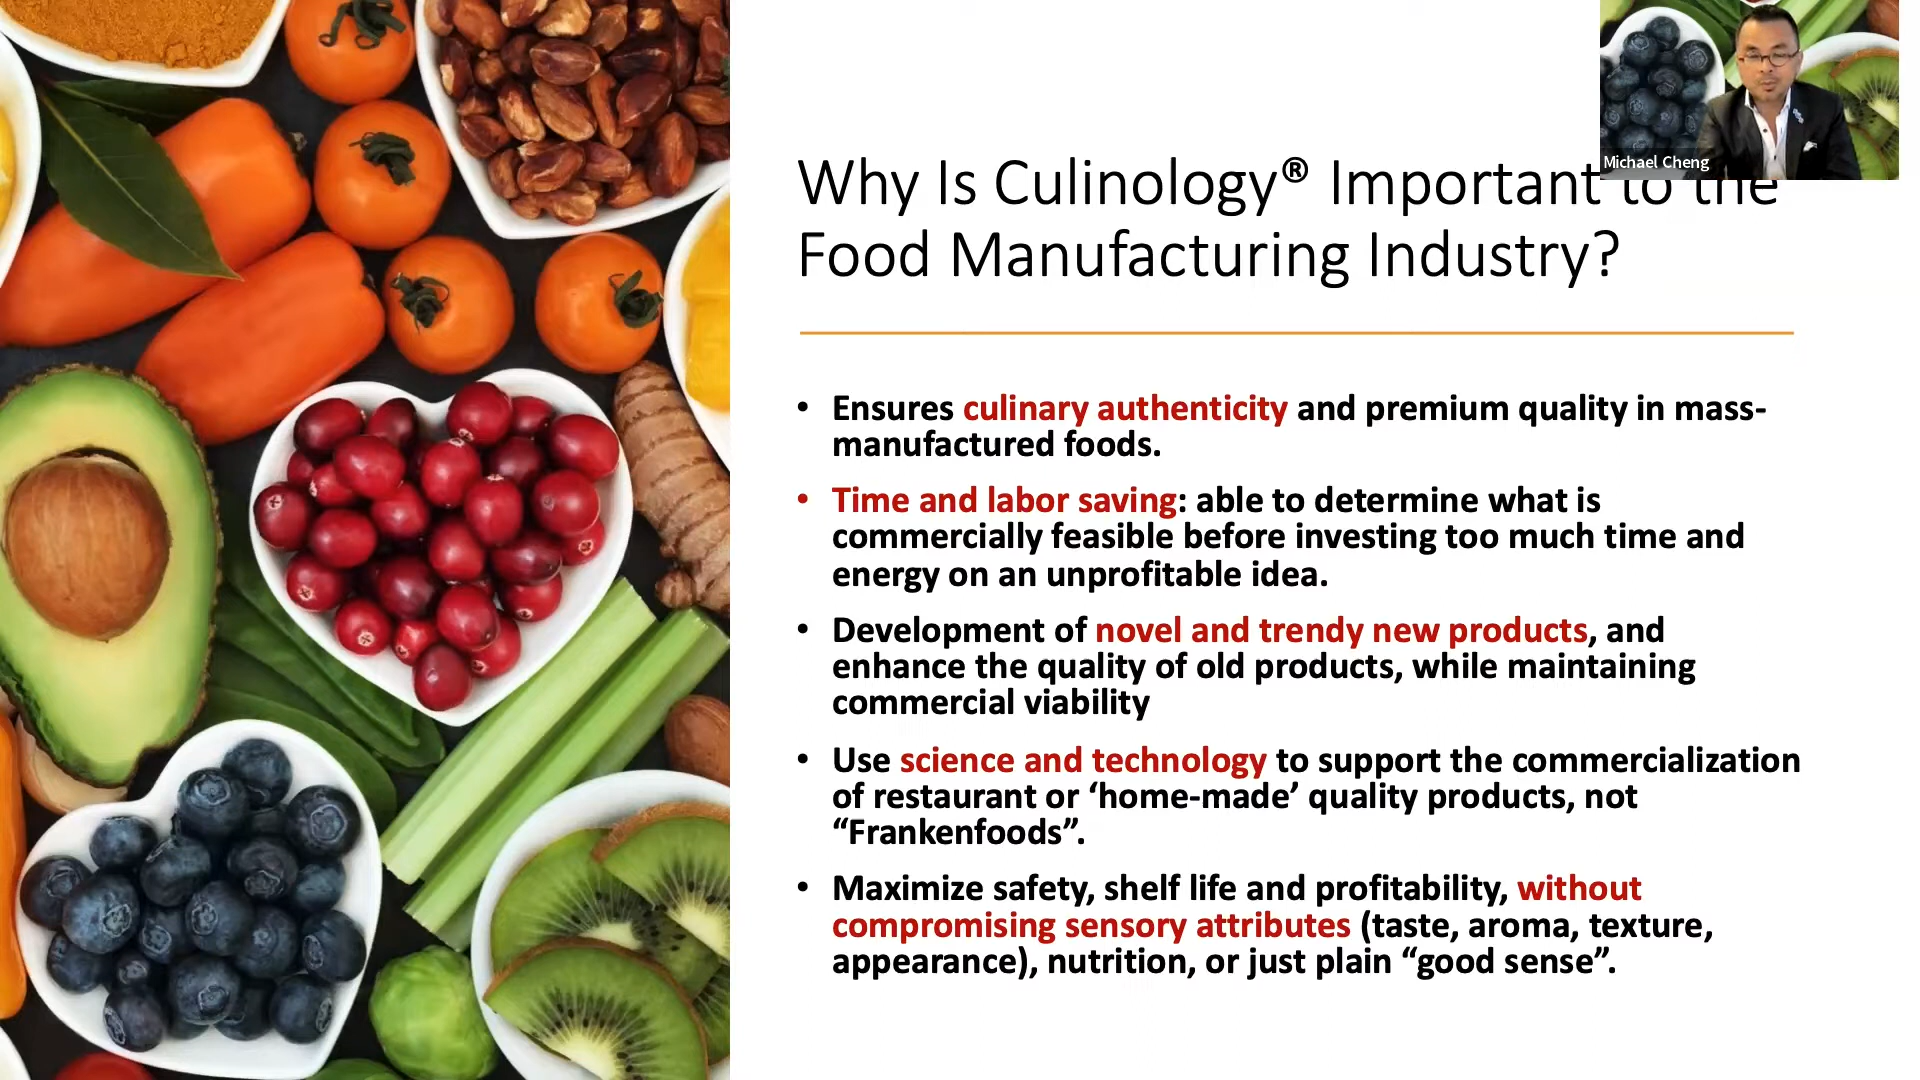 Michael Cheng
Why Is Culinology® Important to the
Food Manufacturing Industry?
• Ensures culinary authenticity and premium quality in mass-
manufactured foods.
• Time and labor saving: able to determine what is
commercially feasible before investing too much time and
energy on an unprofitable idea.
• Development of novel and trendy new products, and
enhance the quality of old products, while maintaining
commercial viability
• Use science and technology to support the commercialization
of restaurant or ‘home-made’ quality products, not
“Frankenfoods”.
• Maximize safety, shelf life and profitability, without
compromising sensory attributes (taste, aroma, texture,
appearance), nutrition, or just plain “good sense”.